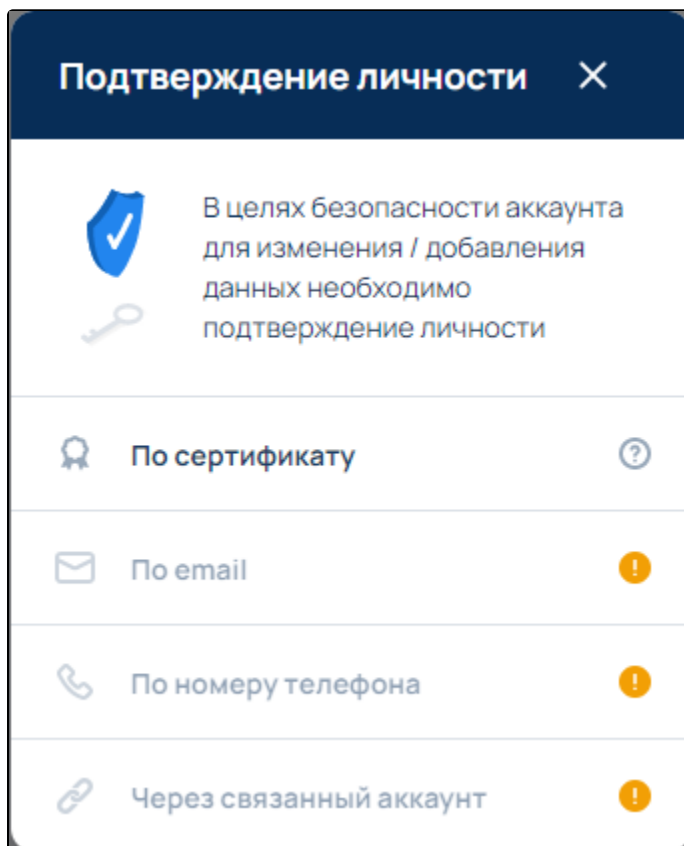 Подтверждение личности
В целях безопасности аккаунта
для изменения / добавления
данных необходимо
подтверждение личности
По сертификату
По email
По номеру телефона
Через связанный аккаунт